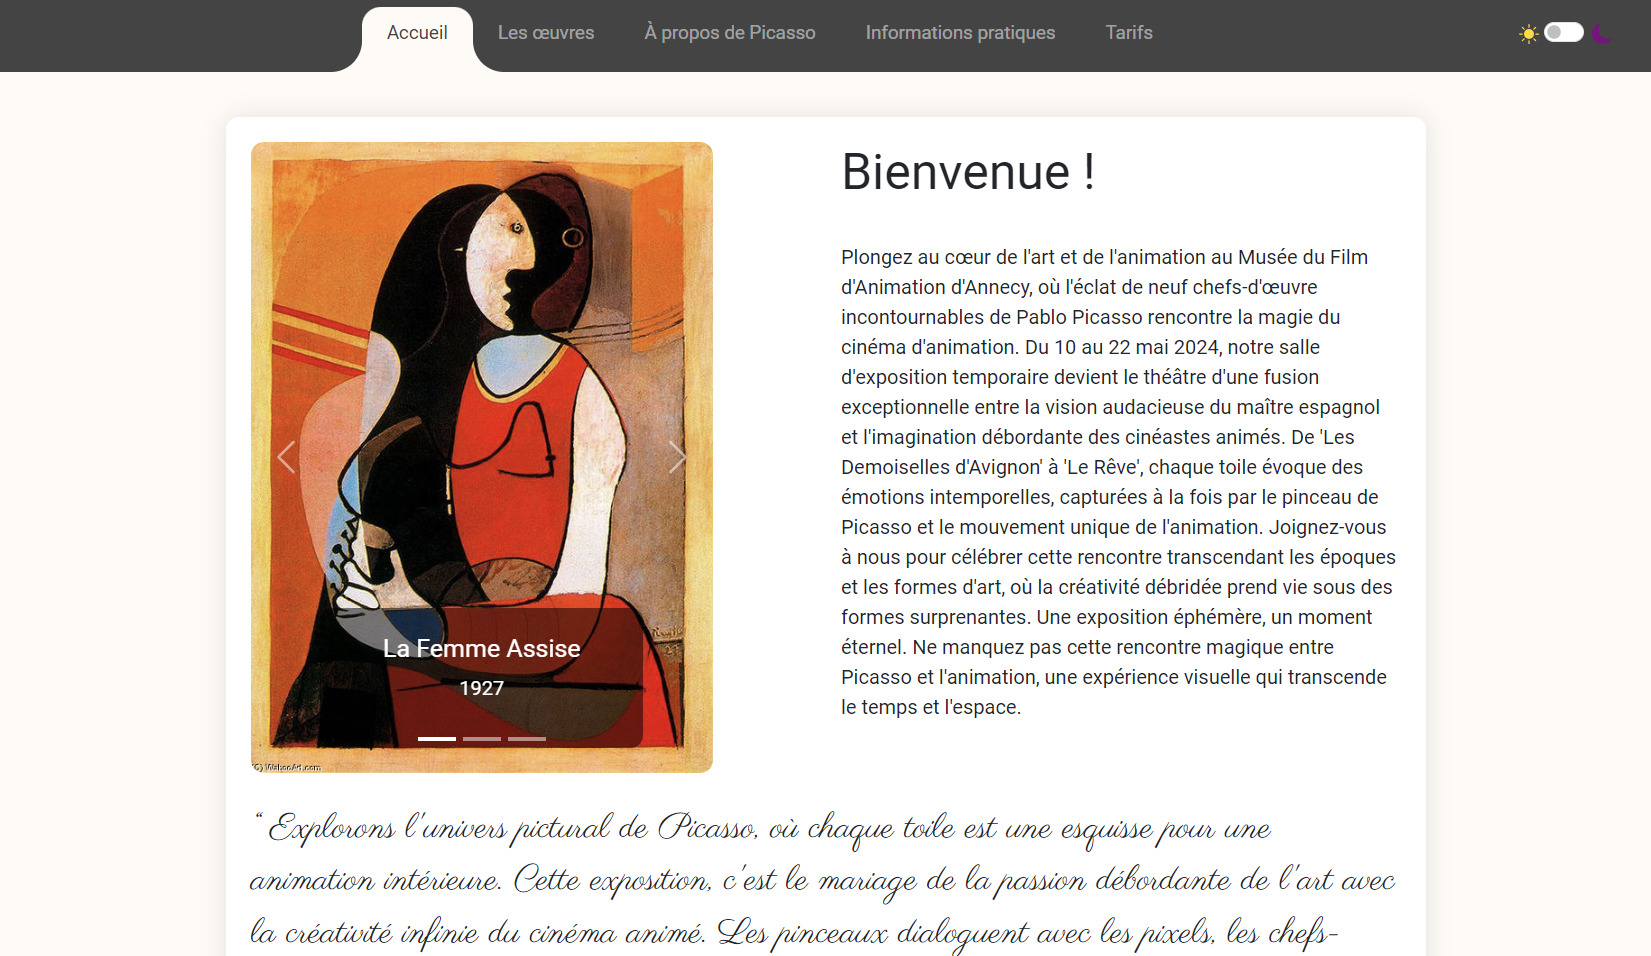 Accueil Les œuvres À propos de Picasso Informations pratiques Tarifs
La Femme Assise
1927
(C) WahooArt.com
Bienvenue !
Plongez au cœur de l'art et de l'animation au Musée du Film
d'Animation d'Annecy, où l'éclat de neuf chefs-d'œuvre
incontournables de Pablo Picasso rencontre la magie du
cinéma d'animation. Du 10 au 22 mai 2024, notre salle
d'exposition temporaire devient le théâtre d'une fusion
exceptionnelle entre la vision audacieuse du maître espagnol
et l'imagination débordante des cinéastes animés. De 'Les
Demoiselles d'Avignon' à 'Le Rêve', chaque toile évoque des
émotions intemporelles, capturées à la fois par le pinceau de
Picasso et le mouvement unique de l'animation. Joignez-vous
à nous pour célébrer cette rencontre transcendant les époques
et les formes d'art, où la créativité débridée prend vie sous des
formes surprenantes. Une exposition éphémère, un moment
éternel. Ne manquez pas cette rencontre magique entre
Picasso et l'animation, une expérience visuelle qui transcende
le temps et l'espace.
“ Explorons l'univers pictural de Picasso, où chaque toile est une esquisse pour une
animation intérieure. Cette exposition, c'est le mariage de la passion débordante de l'art avec
la créativité infinie du cinéma animé. Les pinceaux dialoguent avec les pixels, les chefs-